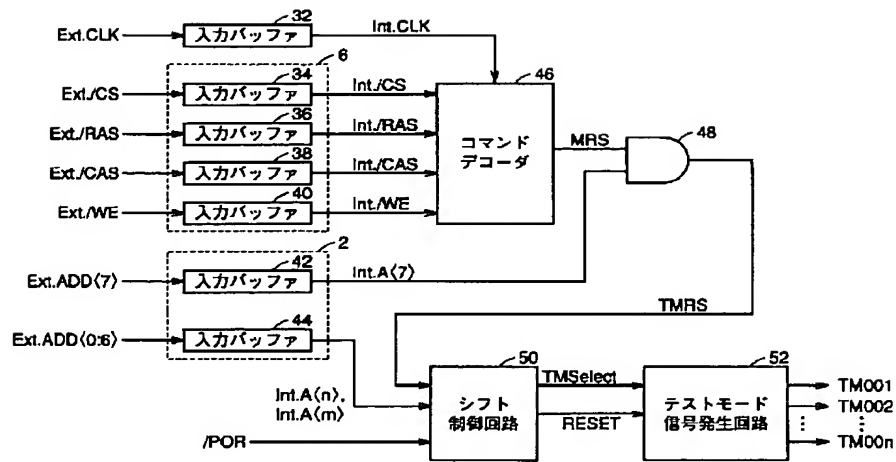 32
Ext.CLK 入力バッファ Int.CLK
6
34
46
Ext./CS 入力バッファ Int./CS
36
Ext./RAS 入力バッファ Int./RAS
コマンド
デコーダ
MRS
48
38
Ext./CAS 入力バッファ Int./CAS
40
Ext./WE 入力バッファ Int./WE
2
42
Ext.ADD〈7〉 入力バッファ Int.A〈7〉
TMRS
44
Ext.ADD〈0:6〉 入力バッファ
50
52
Int.A〈n〉,
Int.A〈m〉
シフト
制御回路
TMSelect
RESET
テストモード
信号発生回路
TM001
TM002
⋮ ⋮
TM00n
/POR